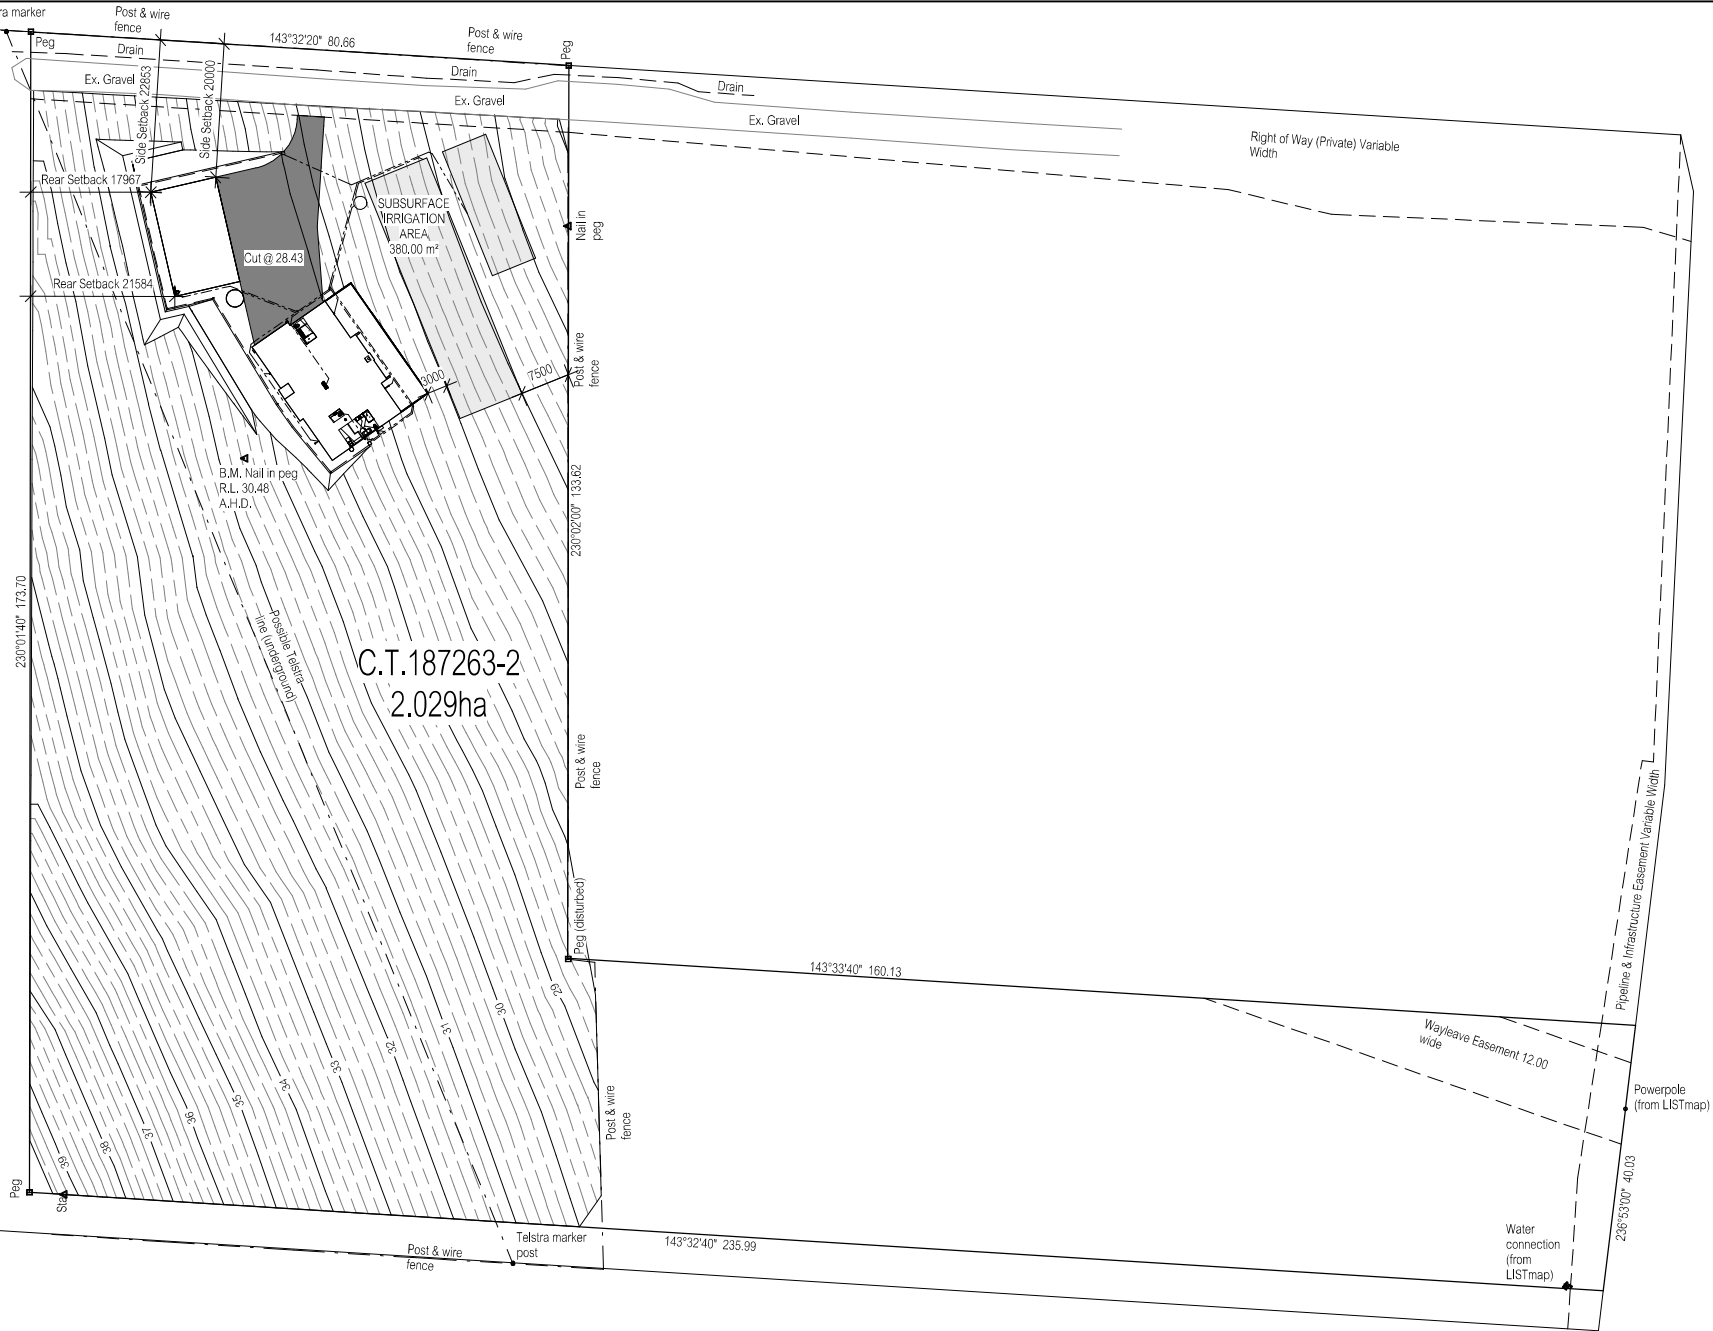 ra marker
Post & wire
fence
Peg
Drain
143°32'20" 80.66
Post & wire
fence
Peg
Ex. Gravel
Drain
Drain
Ex. Gravel
Ex. Gravel
Right of Way (Private) Variable
Width
Side Setback 22853
Side Setback 20000
Rear Setback 17967
SUBSURFACE
IRRIGATION
AREA
380.00 m²
Nail in
peg
Cut @ 28.43
Rear Setback 21584
3000
7500
Post & wire
fence
B.M. Nail in peg
R.L. 30.48
A.H.D.
230°02'00" 133.62
230°01'40" 173.70
Possible Telstra
line (underground)
C.T.187263-2
2.029ha
Post & wire
fence
Pipeline & Infrastructure Easement Variable Width
Peg (disturbed)
143°33'40" 160.13
29
30
31
32
33
34
35
36
37
38
39
Wayleave Easement 12.00
wide
Powerpole
(from LISTmap)
Post & wire
fence
236°53'00" 40.03
Peg
Sta
Telstra marker
post
Post & wire
fence
143°32'40" 235.99
Water
connection
(from
LISTmap)